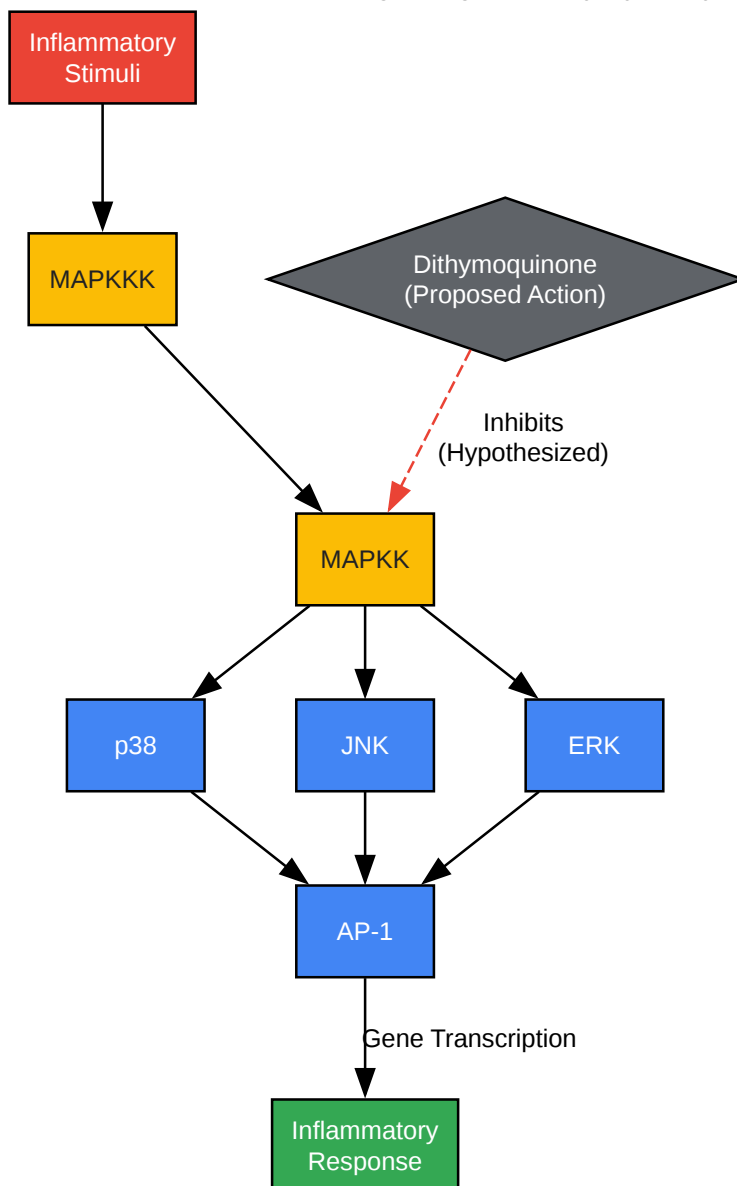 Inflammatory
Stimuli
MAPKKK
Dithymoquinone
(Proposed Action)
Inhibits
(Hypothesized)
MAPKK
p38
JNK
ERK
AP-1
Gene Transcription
Inflammatory
Response